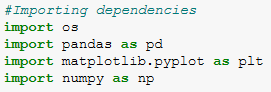 #Importing dependencies
import os
import pandas as pd
import matplotlib.pyplot as plt
import numpy as np